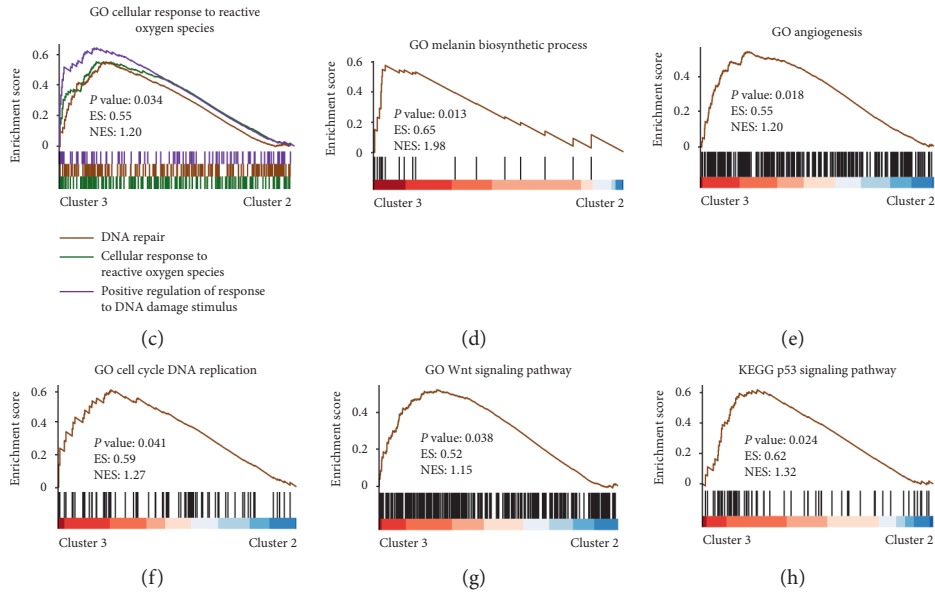 GO cellular response to reactive
oxygen species
Enrichment score
0.6
0.4
0.2
0
P value: 0.034
ES: 0.55
NES: 1.20
Cluster 3
Cluster 2
DNA repair
Cellular response to
reactive oxygen species
Positive regulation of response
to DNA damage stimulus
(c)
GO melanin biosynthetic process
Enrichment score
0.6
0.4
0.2
0
P value: 0.013
ES: 0.65
NES: 1.98
Cluster 3
Cluster 2
(d)
GO angiogenesis
Enrichment score
0.4
0.2
0
P value: 0.018
ES: 0.55
NES: 1.20
Cluster 3
Cluster 2
(e)
GO cell cycle DNA replication
Enrichment score
0.6
0.4
0.2
0
P value: 0.041
ES: 0.59
NES: 1.27
Cluster 3
Cluster 2
(f)
GO Wnt signaling pathway
Enrichment score
0.4
0.2
0
P value: 0.038
ES: 0.52
NES: 1.15
Cluster 3
Cluster 2
(g)
KEGG p53 signaling pathway
Enrichment score
0.6
0.4
0.2
0
P value: 0.024
ES: 0.62
NES: 1.32
Cluster 3
Cluster 2
(h)